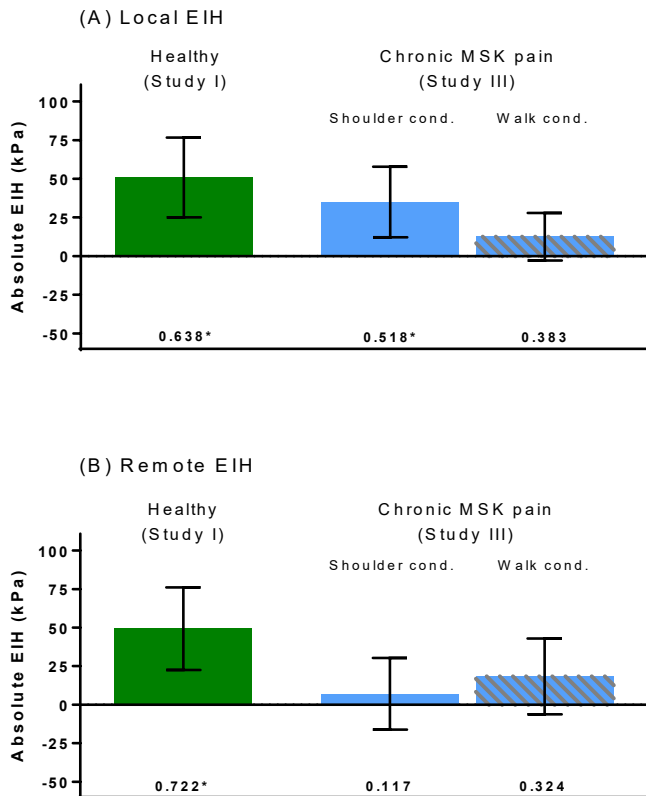 (A) Local EIH
Healthy
(Study I)
Chronic MSK pain
(Study III)
Shoulder cond.
Walk cond.
Absolute EIH (kPa)
100
75
50
25
0
-25
-50
0.638*
0.518*
0.383
(B) Remote EIH
Healthy
(Study I)
Chronic MSK pain
(Study III)
Shoulder cond.
Walk cond.
Absolute EIH (kPa)
100
75
50
25
0
-25
-50
0.722*
0.117
0.324